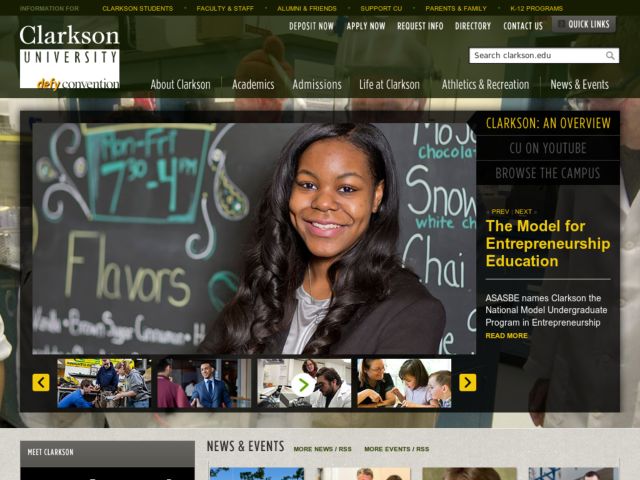 INFORMATION FOR
CLARKSON STUDENTS
FACULTY & STAFF
ALUMNI & FRIENDS
SUPPORT CU
PARENTS & FAMILY
K-12 PROGRAMS
Clarkson
UNIVERSITY
defy convention
DEPOSIT NOW
APPLY NOW
REQUEST INFO
DIRECTORY
CONTACT US
QUICK LINKS
Search clarkson.edu
About Clarkson
Academics
Admissions
Life at Clarkson
Athletics & Recreation
News & Events
Mon-Fri
7:30-4PM
Flavors
Vanilla · Brown Sugar Cinnamon ·
chocolat
Snow
white ch
Chai
CLARKSON: AN OVERVIEW
CU ON YOUTUBE
BROWSE THE CAMPUS
« PREV | NEXT »
The Model for
Entrepreneurship
Education
ASASBE names Clarkson the
National Model Undergraduate
Program in Entrepreneurship
READ MORE
MEET CLARKSON
NEWS & EVENTS
MORE NEWS / RSS
MORE EVENTS / RSS